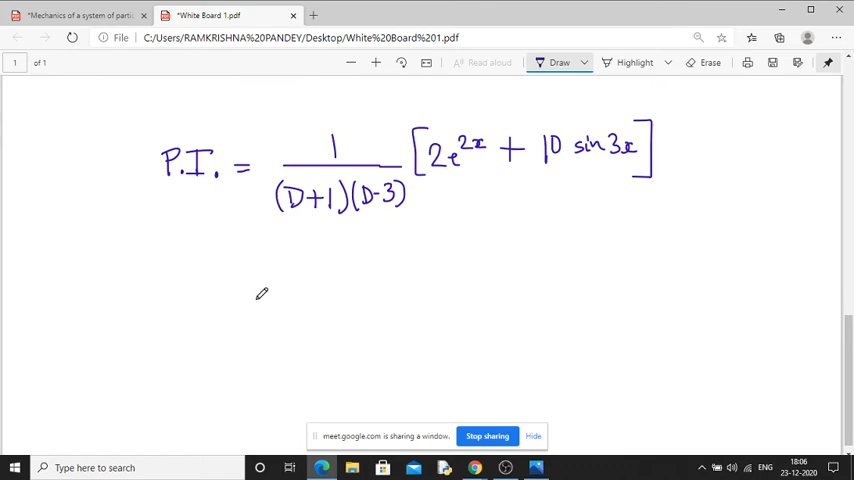 *Mechanics of a system of partic
*White Board 1.pdf
File C:/Users/RAMKRISHNA%20PANDEY/Desktop/White%20Board%201.pdf
1 of 1 Read aloud Draw Highlight Erase
P.I. = 1/((D+1)(D-3)) [2e^{2x} + 10 sin 3x]
meet.google.com is sharing a window. Stop sharing Hide
Type here to search
ENG
18:06
23-12-2020